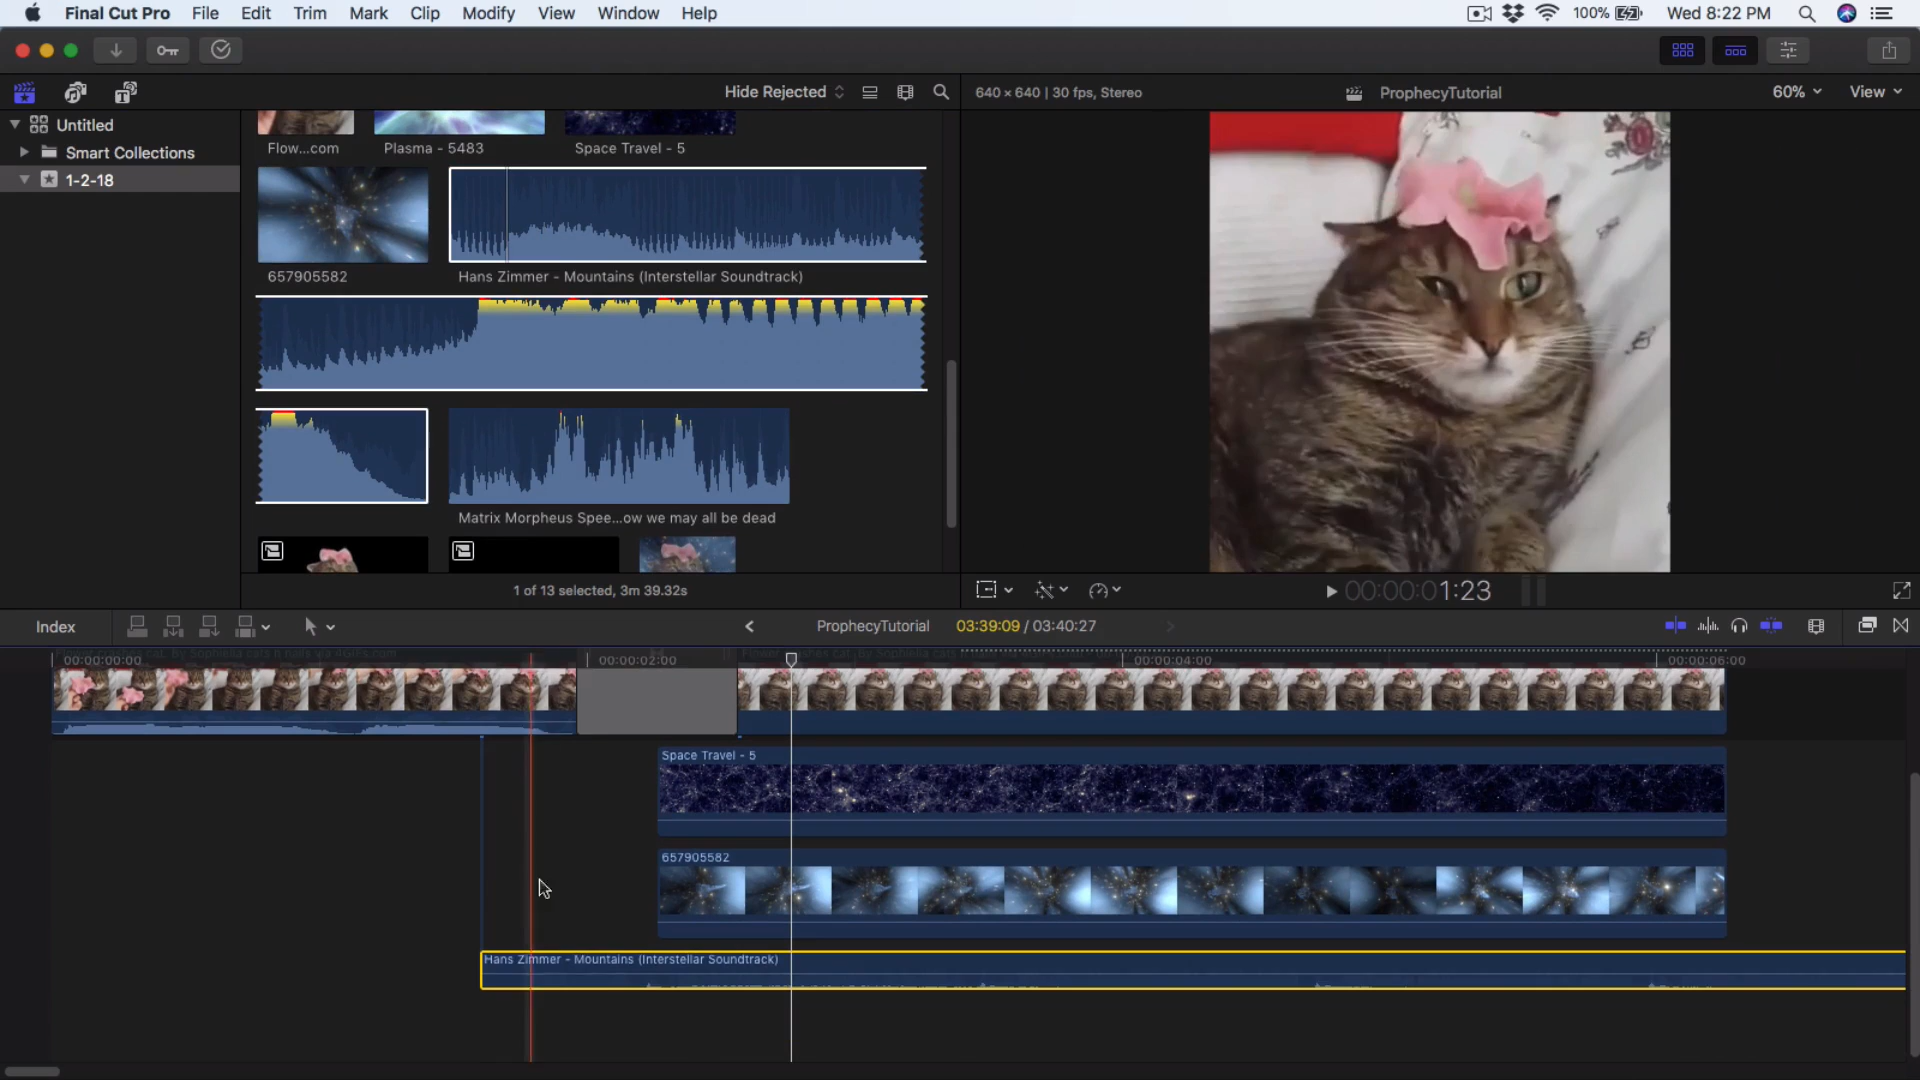 Final Cut Pro File Edit Trim Mark Clip Modify View Window Help 100% Wed 8:22 PM
Hide Rejected
640 × 640 | 30 fps, Stereo
ProphecyTutorial
60%
View
Untitled
Smart Collections
1-2-18
Flow...com
Plasma - 5483
Space Travel - 5
657905582
Hans Zimmer - Mountains (Interstellar Soundtrack)
Matrix Morpheus Spee...ow we may all be dead
1 of 13 selected, 3m 39.32s
00:00:01:23
Index
ProphecyTutorial
03:39:09 / 03:40:27
00:00:00:00
00:00:02:00
00:00:04:00
00:00:06:00
Space Travel - 5
657905582
Hans Zimmer - Mountains (Interstellar Soundtrack)